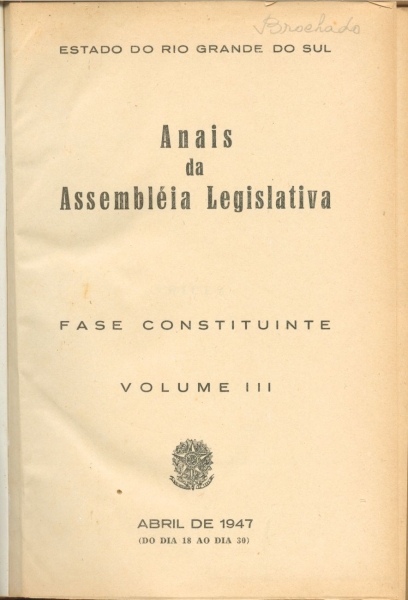 Brochado
ESTADO DO RIO GRANDE DO SUL
Anais
da
Assembléia Legislativa
FASE CONSTITUINTE
VOLUME III
ABRIL DE 1947
(DO DIA 18 AO DIA 30)